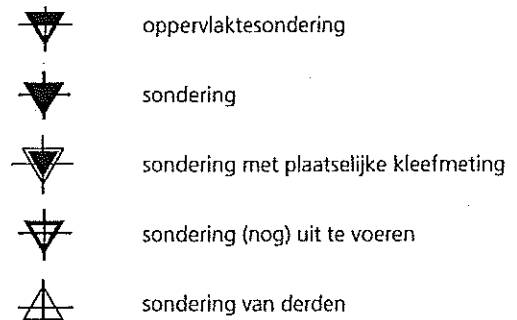 oppervlaktesondering
sondering
sondering met plaatselijke kleefmeting
sondering (nog) uit te voeren
sondering van derden